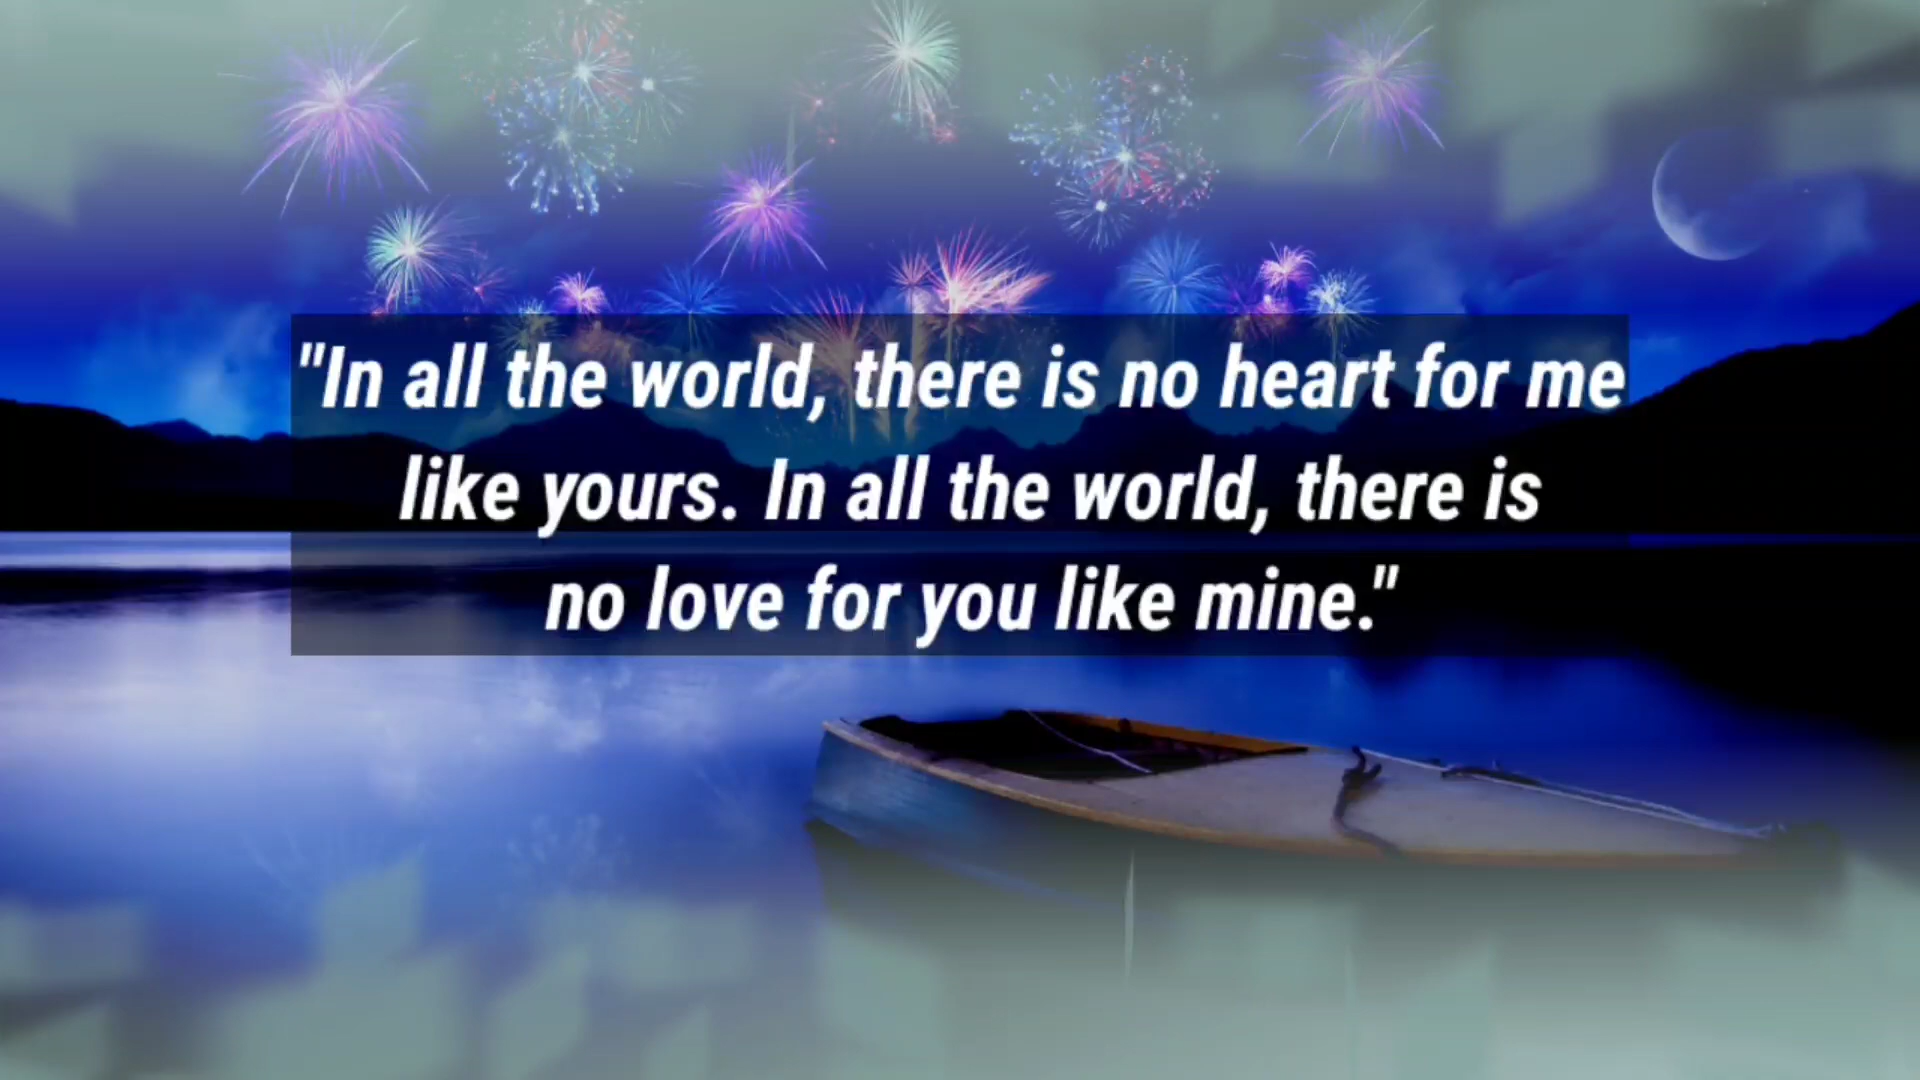 "In all the world, there is no heart for me
like yours. In all the world, there is
no love for you like mine."